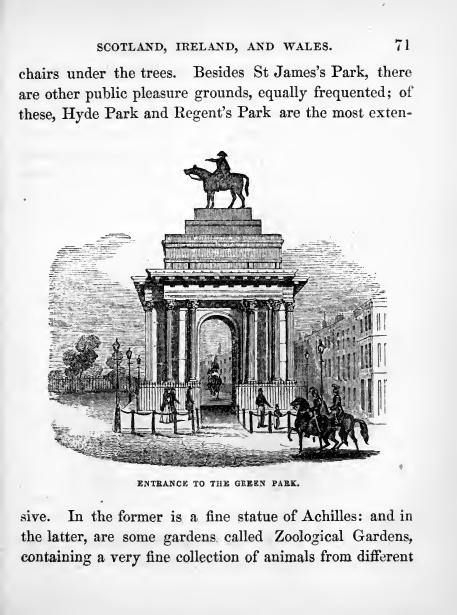 SCOTLAND, IRELAND, AND WALES. 71
chairs under the trees. Besides St James's Park, there
are other public pleasure grounds, equally frequented; of
these, Hyde Park and Regent's Park are the most exten-
ENTRANCE TO THE GREEN PARK.
sive. In the former is a fine statue of Achilles: and in
the latter, are some gardens called Zoological Gardens,
containing a very fine collection of animals from different